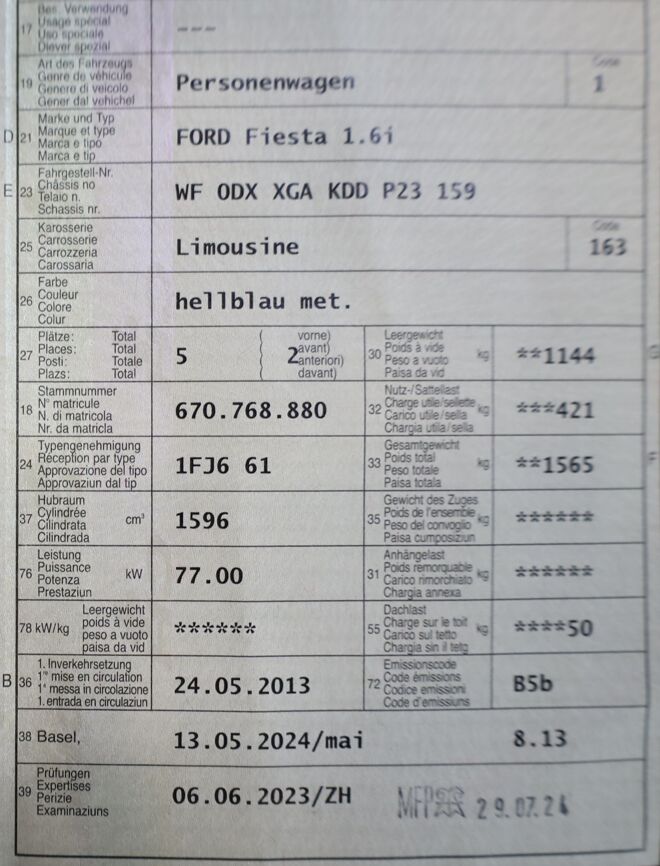 17 Bes. Verwendung
Usage spécial
Uso speciale
Diever spezial
---
19 Art des Fahrzeugs
Genre de véhicule
Genere di veicolo
Gener dal vehichel
Personenwagen
Code
1
D 21 Marke und Typ
Marque et type
Marca e tipo
Marca e tip
FORD Fiesta 1.6i
E 23 Fahrgestell-Nr.
Châssis no
Telaio n.
Schassis nr.
WF ODX XGA KDD P23 159
25 Karosserie
Carrosserie
Carrozzeria
Carossaria
Limousine
Code
163
26 Farbe
Couleur
Colore
Colur
hellblau met.
27 Plätze: Total
Places: Total
Posti: Totale
Plazs: Total
5
( vorne)
( avant)
( anteriori)
( davant)
2
30 Leergewicht
Poids à vide
Peso a vuoto
Paisa da vid
kg
**1144
G
18 Stammnummer
N° matricule
N. di matricola
Nr. da matricla
670.768.880
32 Nutz-/Sattellast
Charge utile/sellette
Carico utile/sella
Chargia utila/sella
kg
***421
24 Typengenehmigung
Réception par type
Approvazione del tipo
Approvaziun dal tip
1FJ6 61
33 Gesamtgewicht
Poids total
Peso totale
Paisa totala
kg
**1565
F
37 Hubraum
Cylindrée
Cilindrata
Cilindrada
cm³
1596
35 Gewicht des Zuges
Poids de l'ensemble
Peso del convoglio
Paisa cumposiziun
kg
******
76 Leistung
Puissance
Potenza
Prestaziun
kW
77.00
31 Anhängelast
Poids remorquable
Carico rimorchiato
Chargia annexa
kg
******
78 kW/kg
Leergewicht
poids à vide
peso a vuoto
paisa da vid
******
55 Dachlast
Charge sur le toit
Carico sul tetto
Chargia sin il tetg
kg
****50
B 36 1. Inverkehrsetzung
1re mise en circulation
1a messa in circolazione
1. entrada en circulaziun
24.05.2013
72 Emissionscode
Code émissions
Codice emissioni
Code d'emissiuns
B5b
38 Basel,
13.05.2024/mai
8.13
39 Prüfungen
Expertises
Perizie
Examinaziuns
06.06.2023/ZH
29.07.24